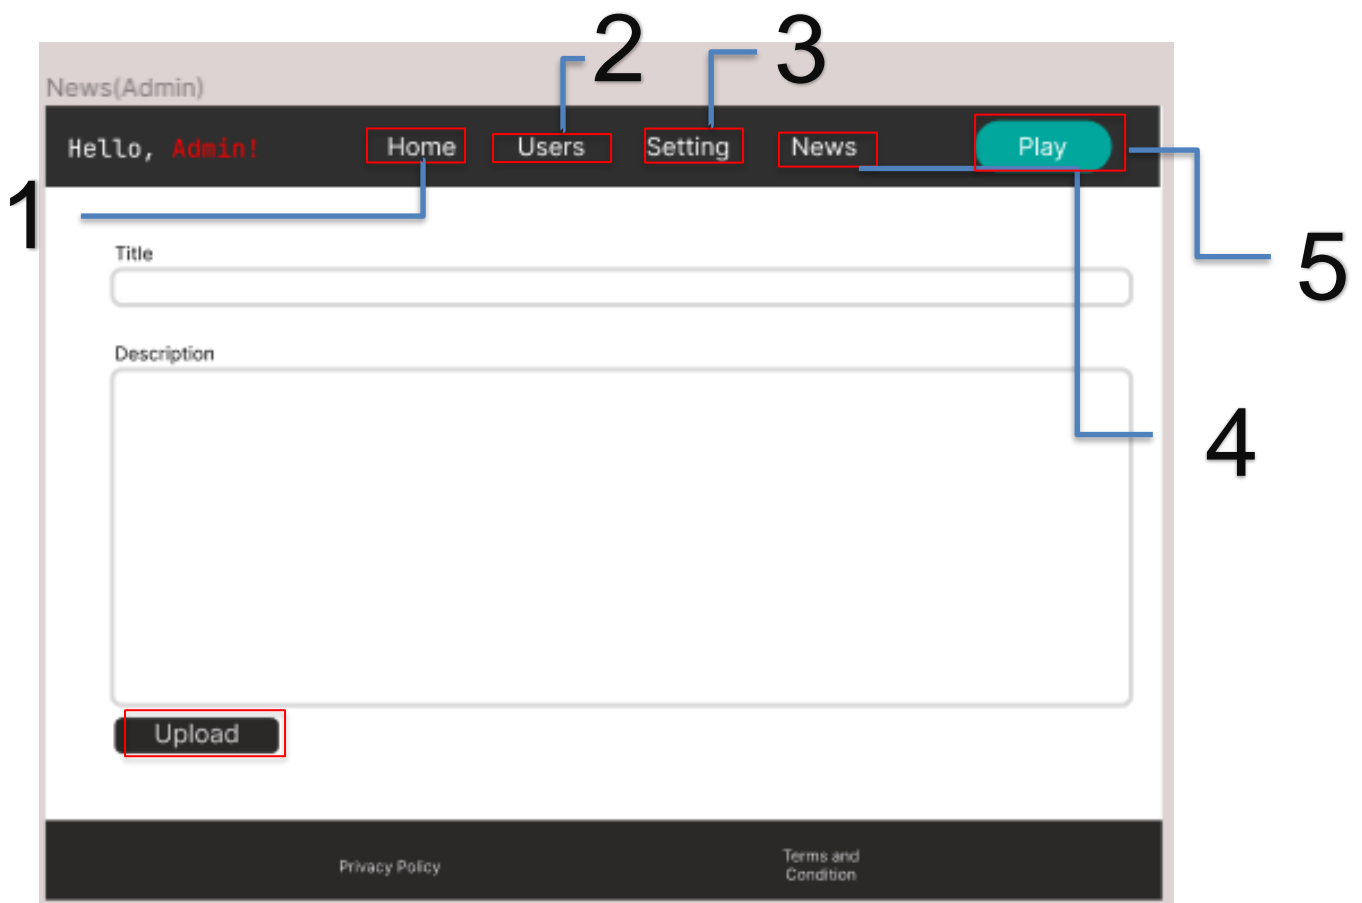 2
3
News(Admin)
Hello, Admin!
Home
Users
Setting
News
Play
1
5
Title
Description
4
Upload
Privacy Policy
Terms and
Condition